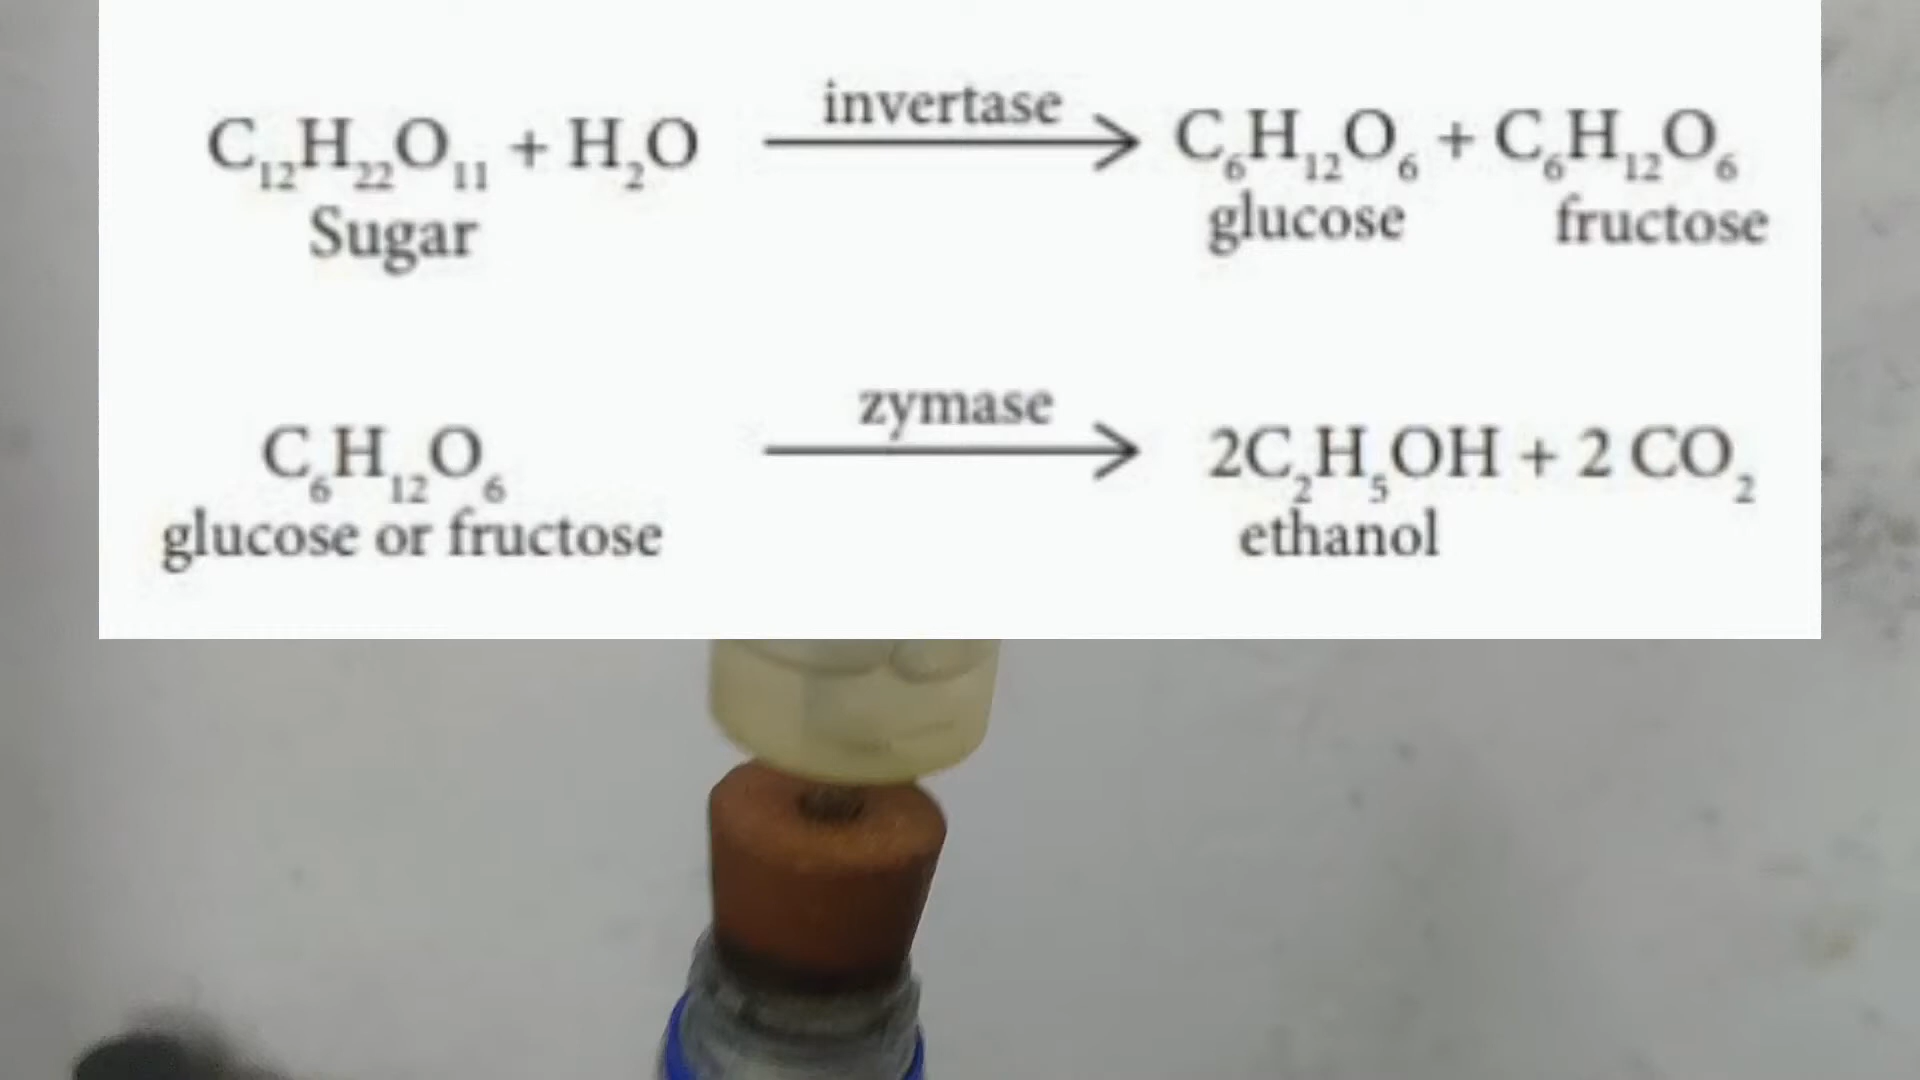 invertase
C₁₂H₂₂O₁₁ + H₂O → C₆H₁₂O₆ + C₆H₁₂O₆
Sugar glucose fructose
zymase
C₆H₁₂O₆ → 2C₂H₅OH + 2 CO₂
glucose or fructose ethanol